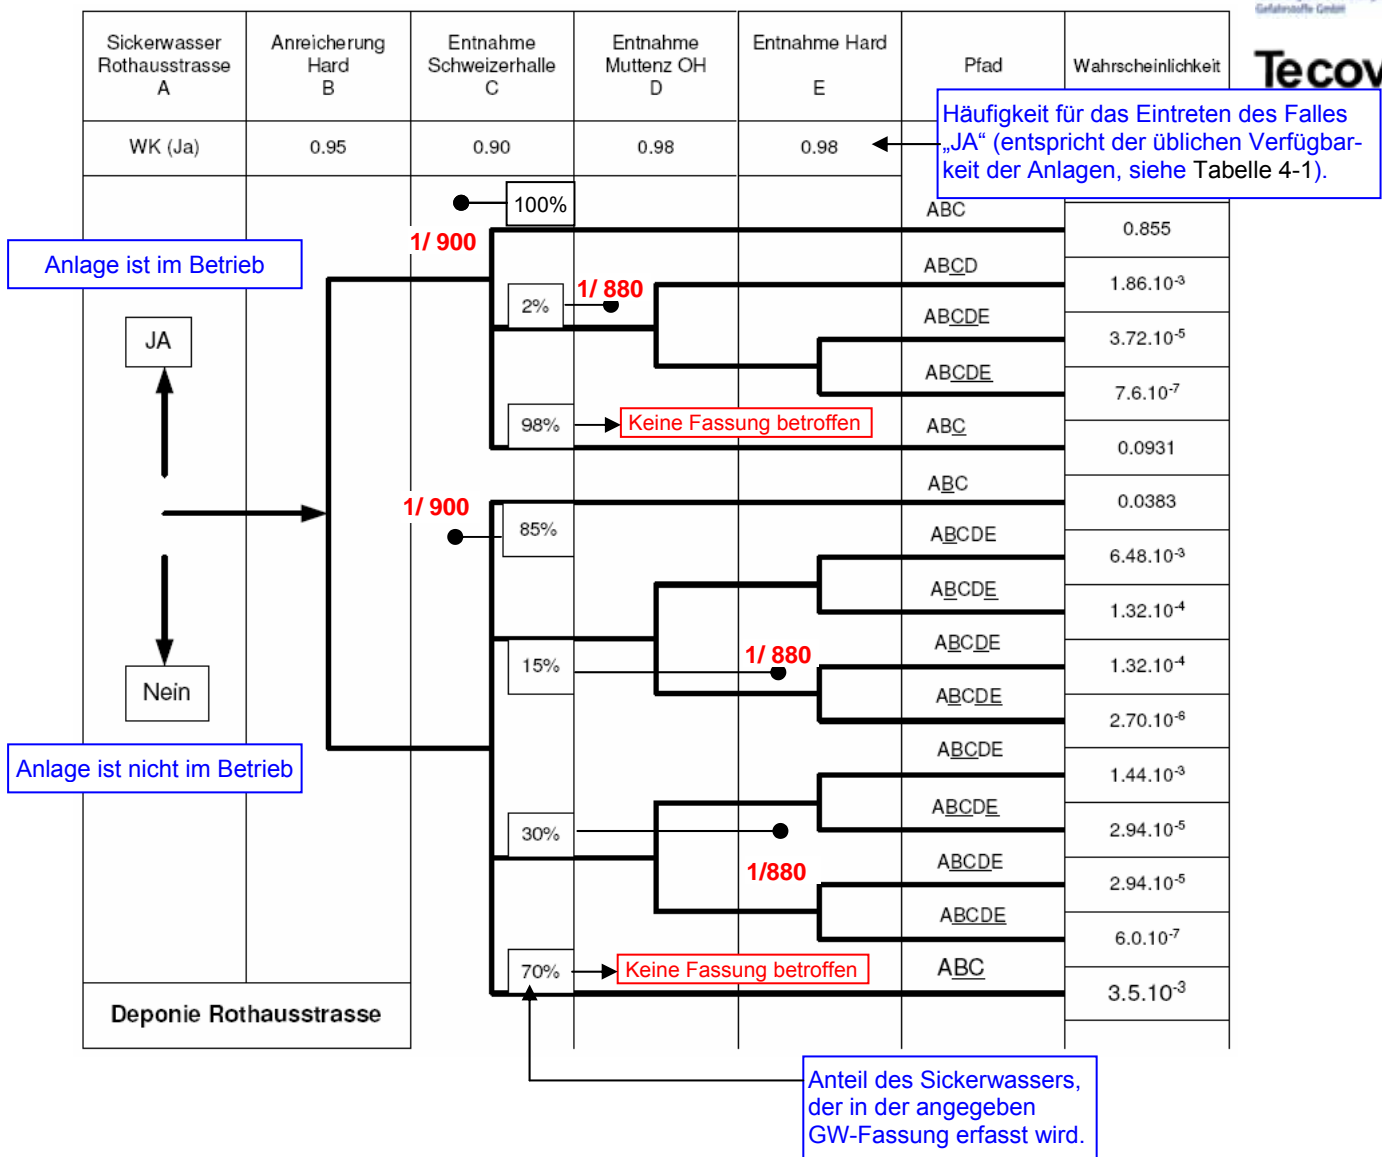 Gefahrstoffe GmbH
Sickerwasser
Rothausstrasse
A
Anreicherung
Hard
B
Entnahme
Schweizerhalle
C
Entnahme
Muttenz OH
D
Entnahme Hard
E
Pfad
Wahrscheinlichkeit
Tecov
WK (Ja)
0.95
0.90
0.98
0.98
Häufigkeit für das Eintreten des Falles
„JA“ (entspricht der üblichen Verfügbar-
keit der Anlagen, siehe Tabelle 4-1).
100%
ABC
0.855
1/ 900
Anlage ist im Betrieb
ABCD
1.86.10-3
2%
1/ 880
ABCDE
3.72.10-5
JA
ABCDE
7.6.10-7
98%
Keine Fassung betroffen
ABC
0.0931
ABC
0.0383
1/ 900
85%
ABCDE
6.48.10-3
ABCDE
1.32.10-4
ABCDE
1.32.10-4
15%
1/ 880
Nein
ABCDE
2.70.10-6
Anlage ist nicht im Betrieb
ABCDE
1.44.10-3
ABCDE
2.94.10-5
30%
1/880
ABCDE
2.94.10-5
ABCDE
6.0.10-7
70%
Keine Fassung betroffen
ABC
3.5.10-3
Deponie Rothausstrasse
Anteil des Sickerwassers,
der in der angegeben
GW-Fassung erfasst wird.